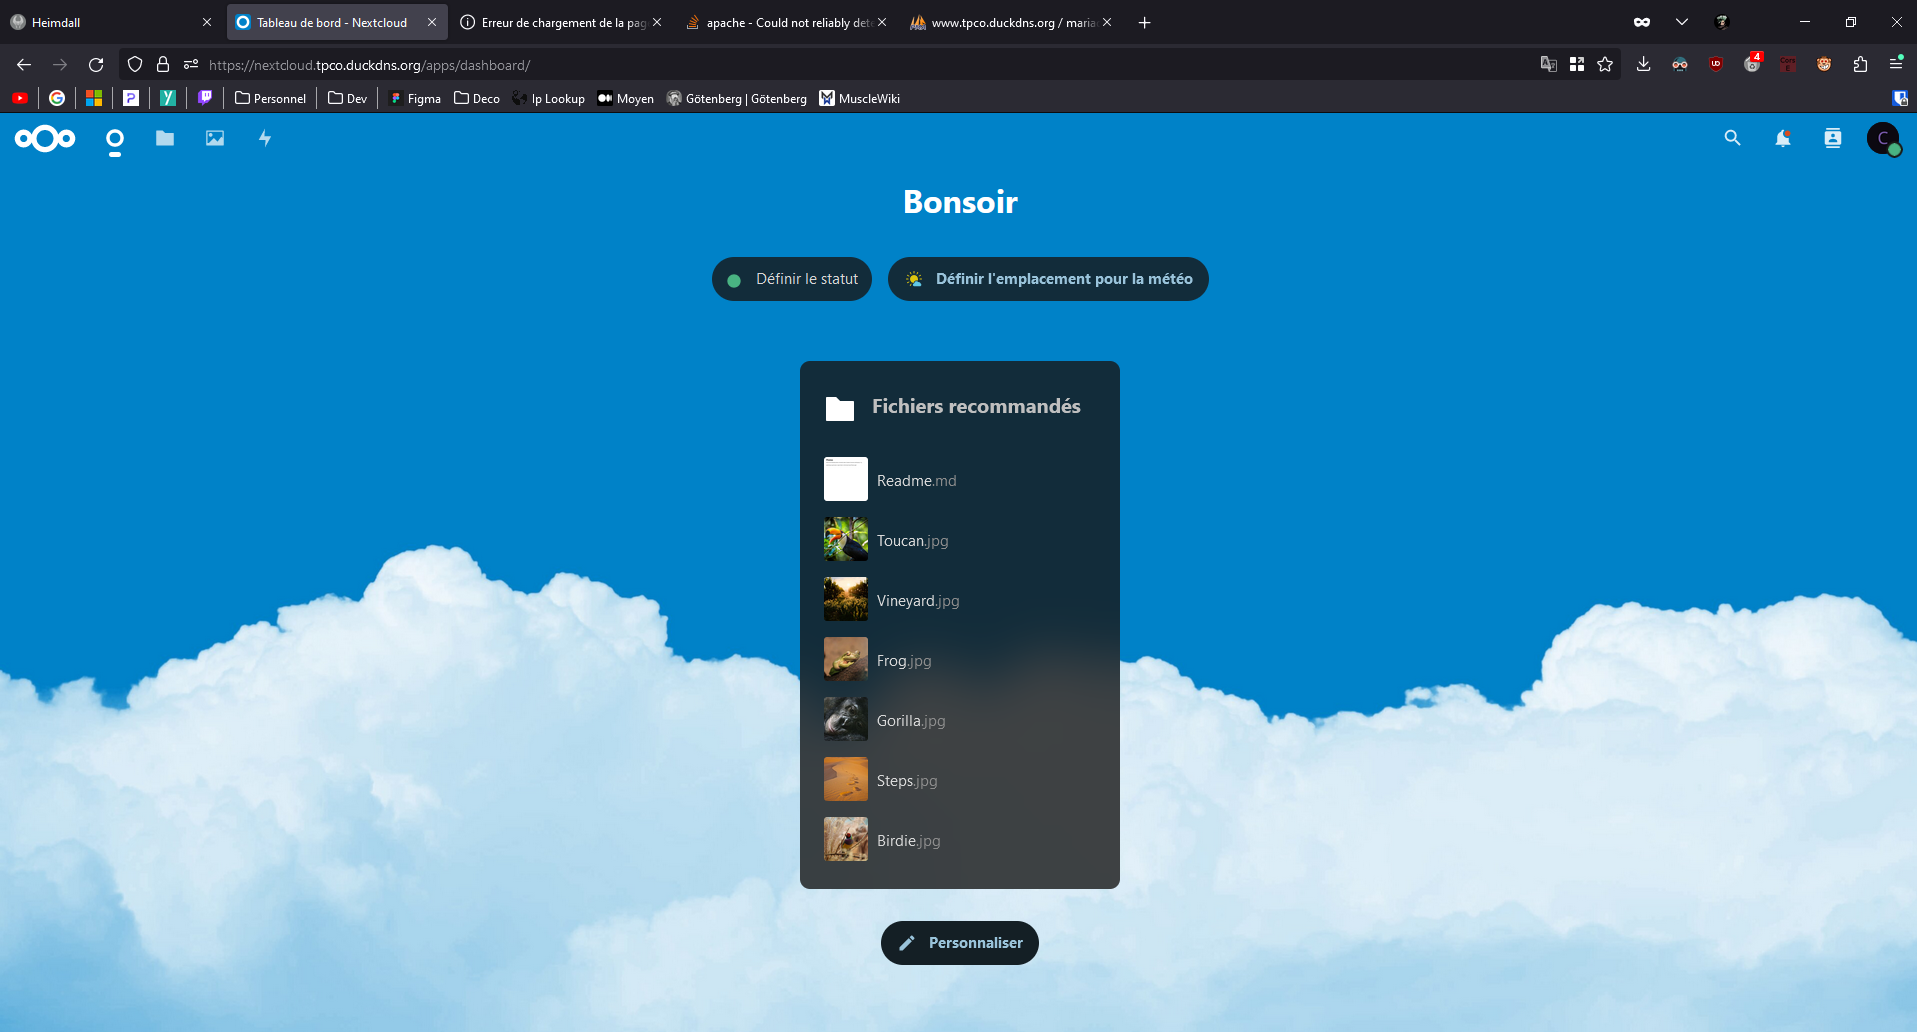 Heimdall
Tableau de bord - Nextcloud
Erreur de chargement de la pag
apache - Could not reliably dete
www.tpco.duckdns.org / maria
https://nextcloud.tpco.duckdns.org/apps/dashboard/
4
Personnel
Dev
Figma
Deco
Ip Lookup
Moyen
Götenberg | Götenberg
MuscleWiki
C
Bonsoir
Définir le statut
Définir l'emplacement pour la météo
Fichiers recommandés
Readme.md
Toucan.jpg
Vineyard.jpg
Frog.jpg
Gorilla.jpg
Steps.jpg
Birdie.jpg
Personnaliser